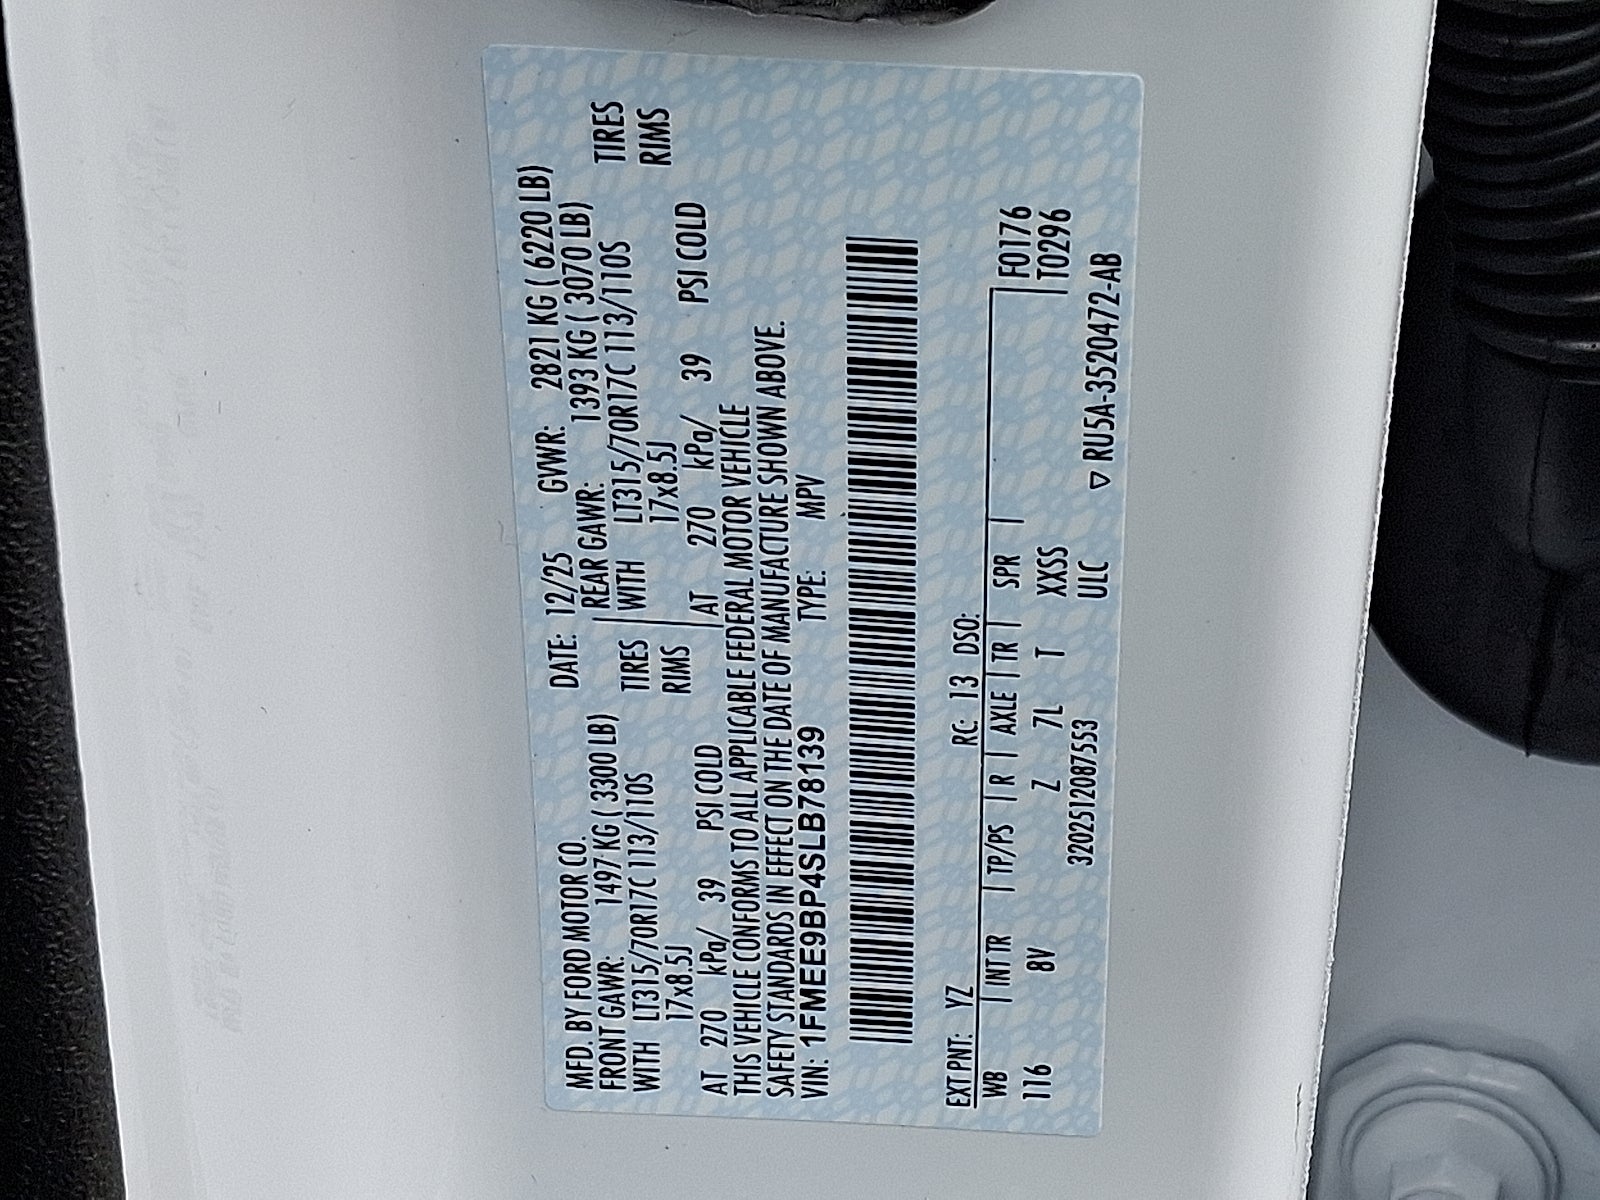 MFD. BY FORD MOTOR CO. DATE: 12/25 GVWR: 2821 KG ( 6220 LB)
FRONT GAWR: 1497 KG ( 3300 LB) REAR GAWR: 1393 KG ( 3070 LB)
WITH LT315/70R17C 113/110S TIRES WITH LT315/70R17C 113/110S TIRES
17x8.5J RIMS 17x8.5J RIMS
AT 270 kPa/ 39 PSI COLD AT 270 kPa/ 39 PSI COLD
THIS VEHICLE CONFORMS TO ALL APPLICABLE FEDERAL MOTOR VEHICLE
SAFETY STANDARDS IN EFFECT ON THE DATE OF MANUFACTURE SHOWN ABOVE.
VIN: 1FMEE9BP4SLB78139 TYPE: MPV
EXT PNT: YZ RC: 13 DSO:
WB INT TR TP/PS R AXLE TR SPR F0176
116 8V Z 7L T XXSS T0296
32025120875​53 ULC ▽ RU5A-3520472-AB